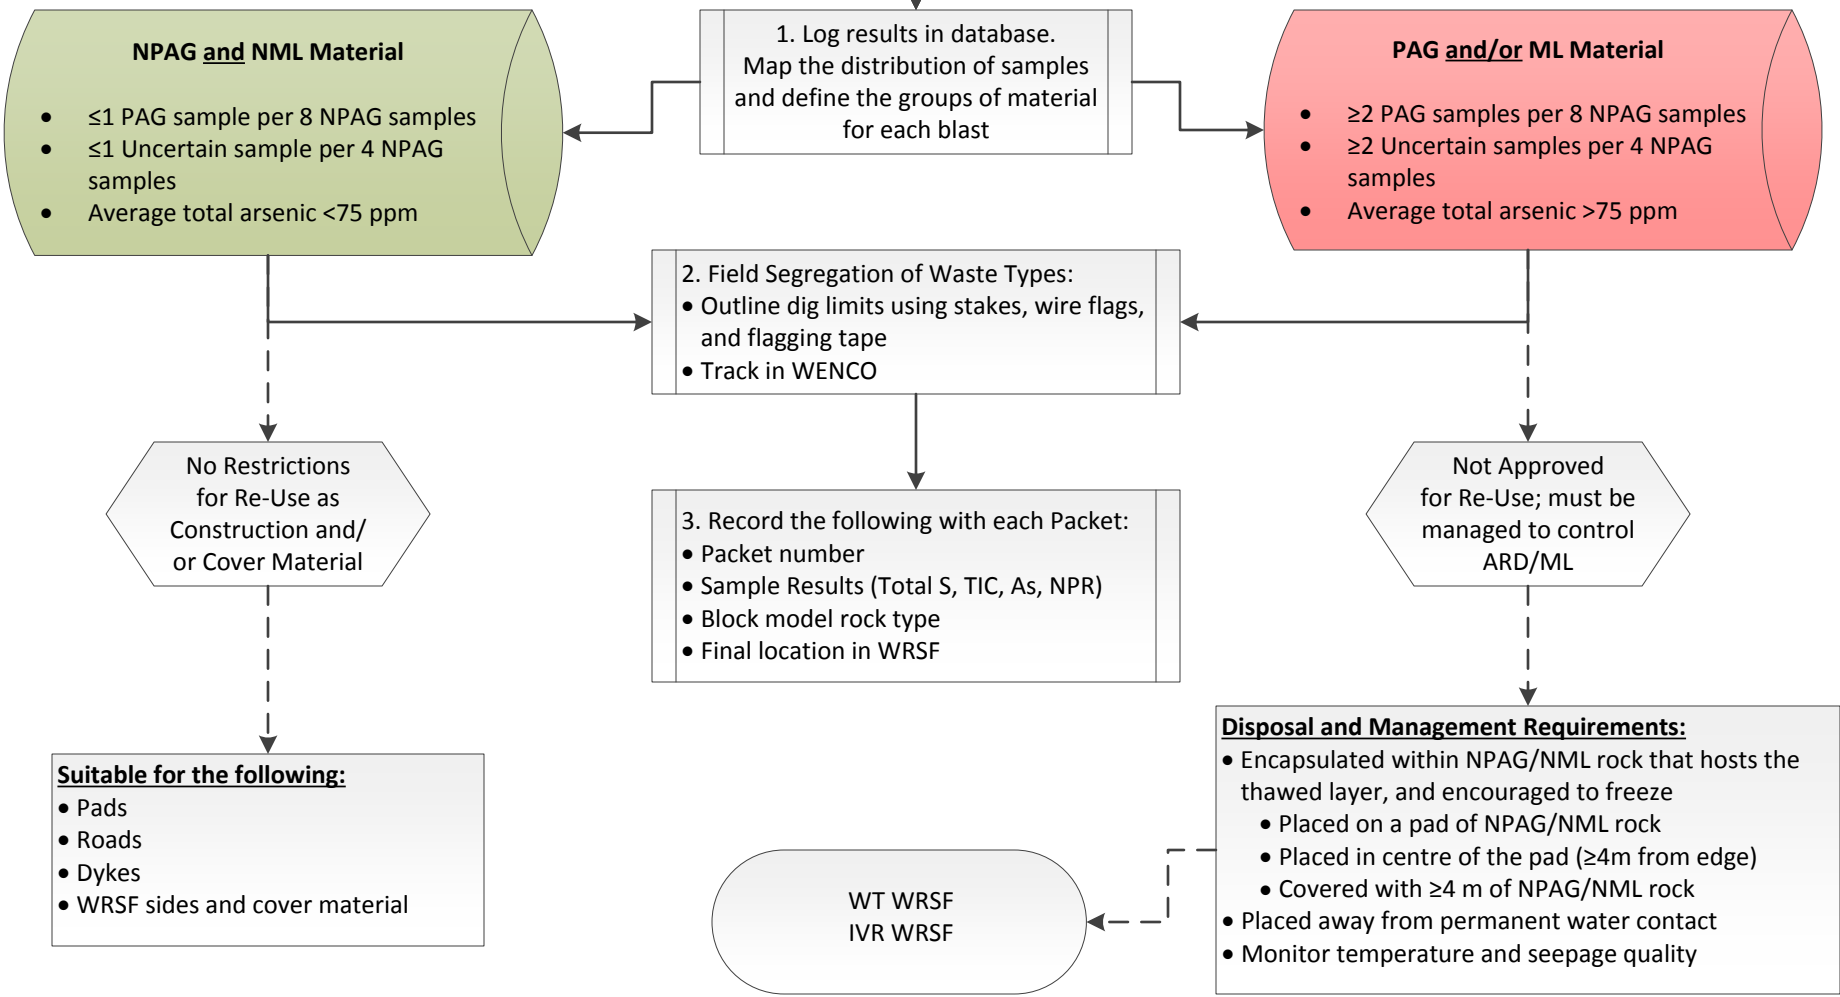 NPAG and NML Material
• ≤1 PAG sample per 8 NPAG samples
• ≤1 Uncertain sample per 4 NPAG
samples
• Average total arsenic <75 ppm
1. Log results in database.
Map the distribution of samples
and define the groups of material
for each blast
PAG and/or ML Material
• ≥2 PAG samples per 8 NPAG samples
• ≥2 Uncertain samples per 4 NPAG
samples
• Average total arsenic >75 ppm
2. Field Segregation of Waste Types:
• Outline dig limits using stakes, wire flags,
and flagging tape
• Track in WENCO
No Restrictions
for Re-Use as
Construction and/
or Cover Material
3. Record the following with each Packet:
• Packet number
• Sample Results (Total S, TIC, As, NPR)
• Block model rock type
• Final location in WRSF
Not Approved
for Re-Use; must be
managed to control
ARD/ML
Suitable for the following:
• Pads
• Roads
• Dykes
• WRSF sides and cover material
WT WRSF
IVR WRSF
Disposal and Management Requirements:
• Encapsulated within NPAG/NML rock that hosts the
thawed layer, and encouraged to freeze
• Placed on a pad of NPAG/NML rock
• Placed in centre of the pad (≥4m from edge)
• Covered with ≥4 m of NPAG/NML rock
• Placed away from permanent water contact
• Monitor temperature and seepage quality